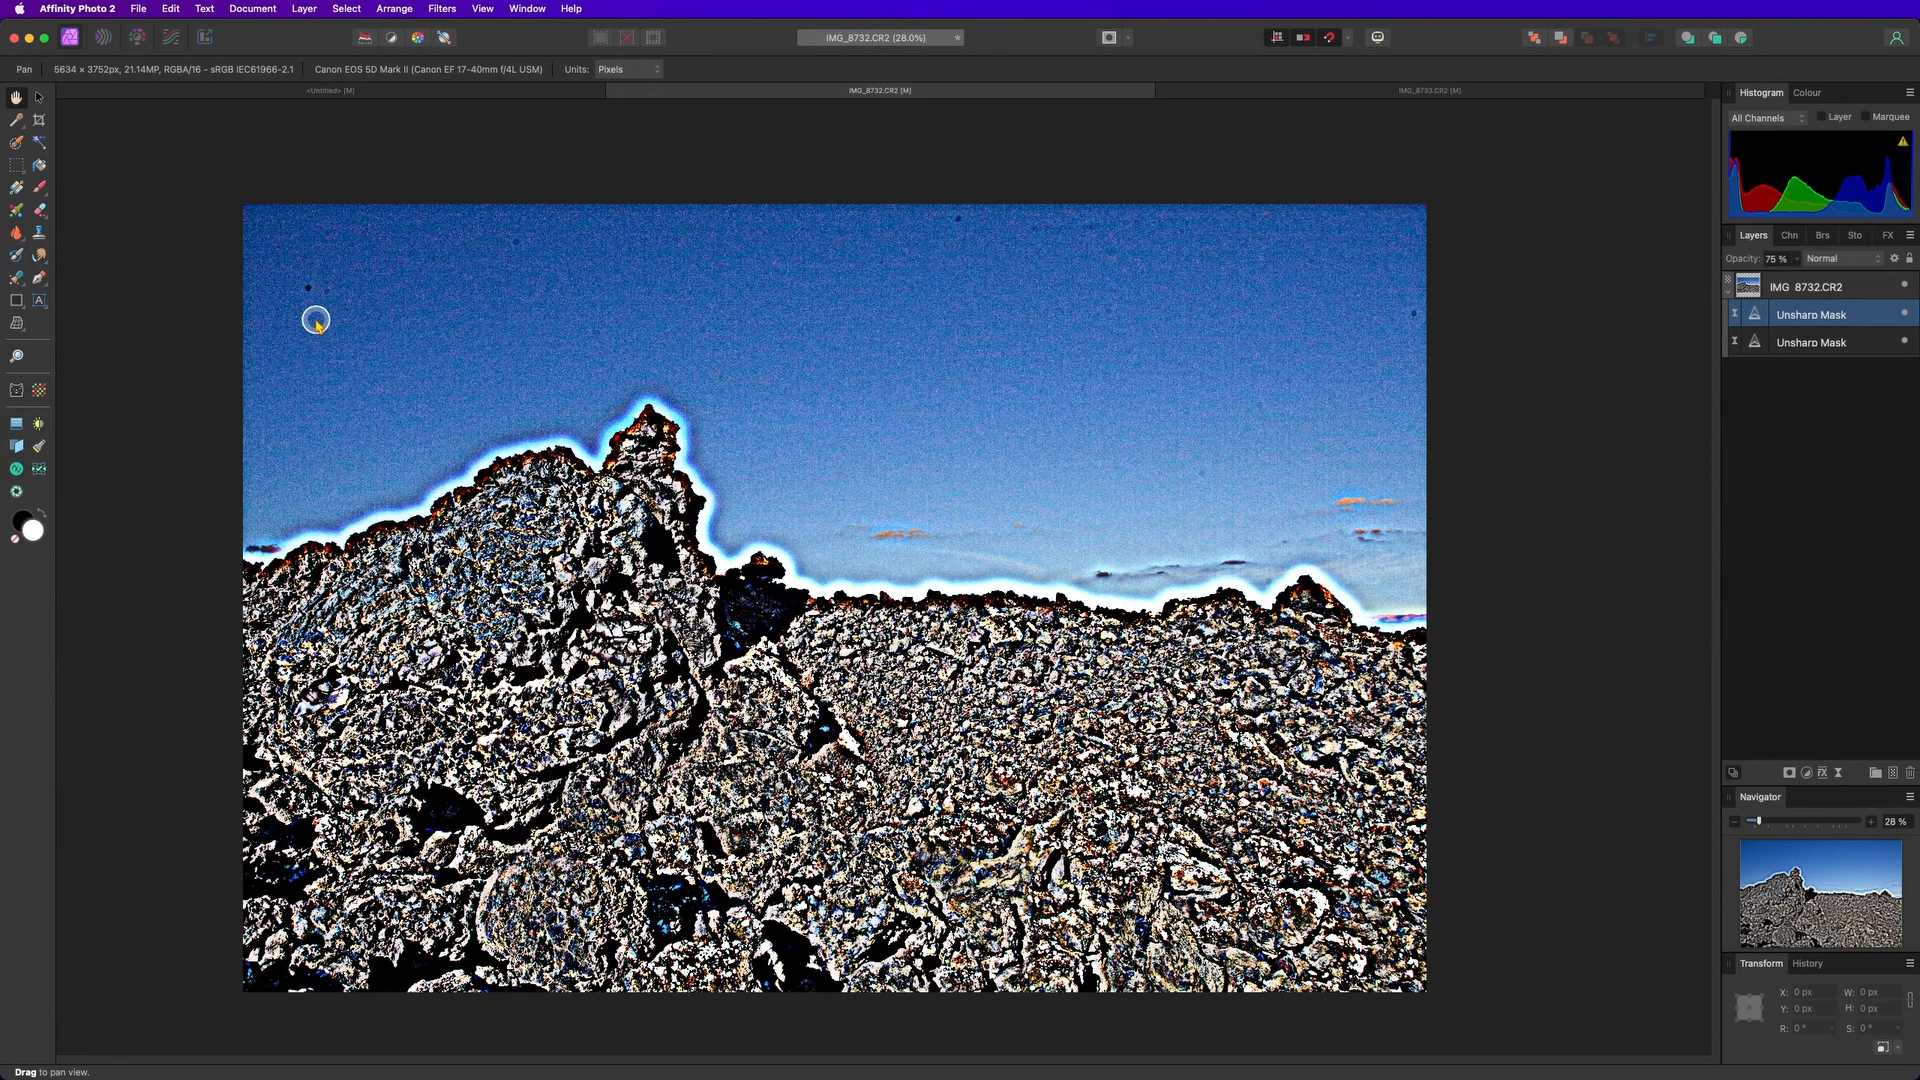 Affinity Photo 2 File Edit Text Document Layer Select Arrange Filters View Window Help
IMG_8732.CR2 (28.0%)
Pan 5634 × 3752px, 21.14MP, RGBA/16 - sRGB IEC61966-2.1 Canon EOS 5D Mark II (Canon EF 17-40mm f/4L USM) Units: Pixels
<Untitled> [M] IMG_8732.CR2 [M] IMG_8733.CR2 [M]
Histogram Colour
All Channels Layer Marquee
Layers Chn Brs Sto FX
Opacity: 75 % Normal
IMG_8732.CR2
Unsharp Mask
Unsharp Mask
Navigator
28 %
Transform History
X: 0 px W: 0 px
Y: 0 px H: 0 px
R: 0 ° S: 0 °
Drag to pan view.